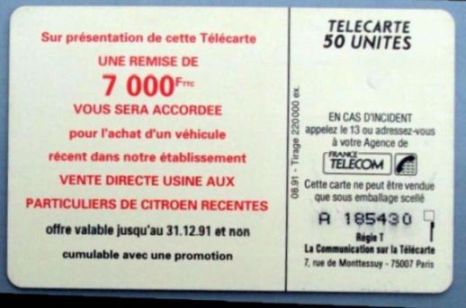 Sur présentation de cette Télécarte
UNE REMISE DE
7 000 F TTC
VOUS SERA ACCORDEE
pour l'achat d'un véhicule
récent dans notre établissement
VENTE DIRECTE USINE AUX
PARTICULIERS DE CITROEN RECENTES
offre valable jusqu'au 31.12.91 et non
cumulable avec une promotion
08.91 - Tirage 220 000 ex.
TELECARTE
50 UNITES
EN CAS D'INCIDENT
appelez le 13 ou adressez-vous
à votre Agence de
FRANCE
TELECOM
Cette carte ne peut être vendue
que sous emballage scellé
A 185430
Régie T
La Communication sur la Télécarte
7, rue de Monttessuy - 75007 Paris